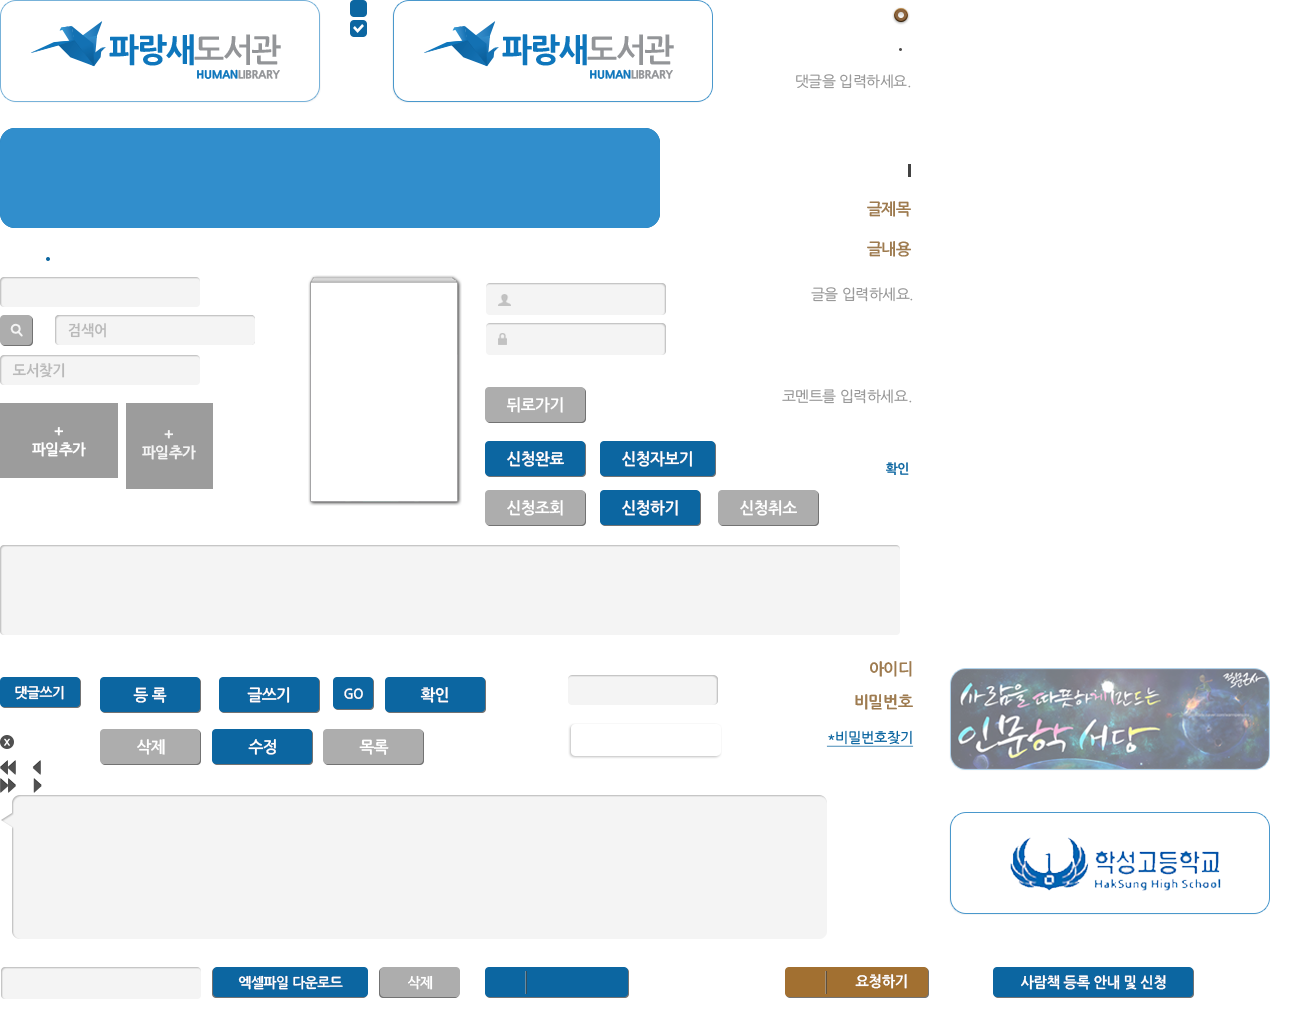 파랑새도서관
HUMANLIBRARY
파랑새도서관
HUMANLIBRARY
댓글을 입력하세요.
글제목
글내용
글을 입력하세요.
검색어
도서찾기
+
파일추가
+
파일추가
뒤로가기
코멘트를 입력하세요.
신청완료
신청자보기
확인
신청조회
신청하기
신청취소
아이디
비밀번호
*비밀번호찾기
댓글쓰기
등 록
글쓰기
GO
확인
삭제
수정
목록
사람을 따뜻하게 만드는
인문학 서당
학성고등학교
HakSung High School
엑셀파일 다운로드
삭제
요청하기
사람책 등록 안내 및 신청